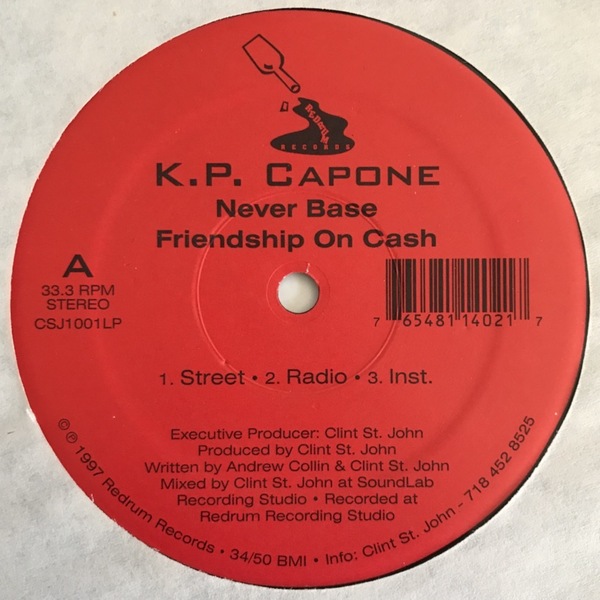 REDRUM
RECORDS
K.P. CAPONE
Never Base
Friendship On Cash
A
33.3 RPM
STEREO
CSJ1001LP
7 65481 14021 7
1. Street • 2. Radio • 3. Inst.
Executive Producer: Clint St. John
Produced by Clint St. John
Written by Andrew Collin & Clint St. John
Mixed by Clint St. John at SoundLab
Recording Studio • Recorded at
Redrum Recording Studio
© ℗ 1997 Redrum Records • 34/50 BMI • Info: Clint St. John - 718 452 8525